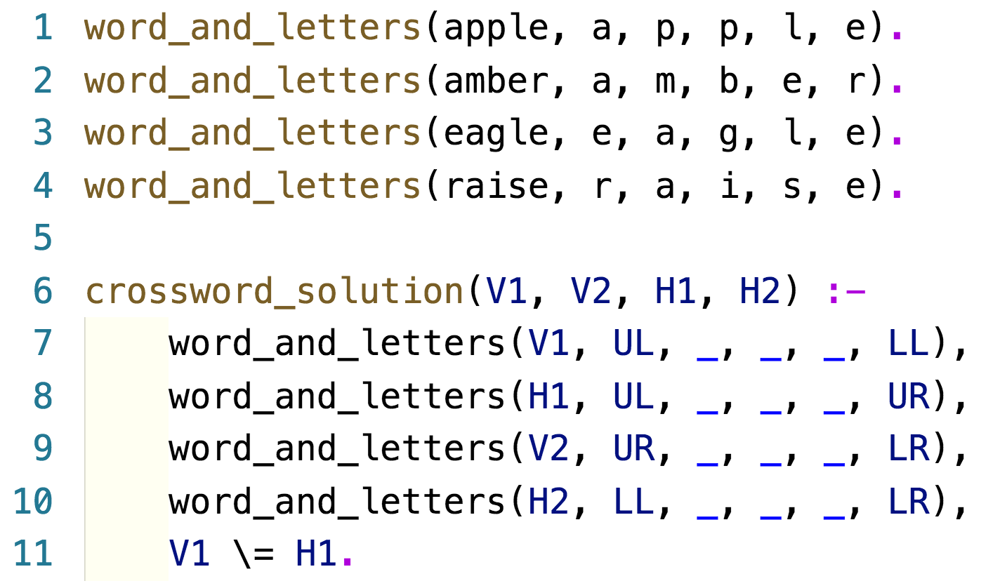 1 word_and_letters(apple, a, p, p, l, e).
2 word_and_letters(amber, a, m, b, e, r).
3 word_and_letters(eagle, e, a, g, l, e).
4 word_and_letters(raise, r, a, i, s, e).
5
6 crossword_solution(V1, V2, H1, H2) :-
7 word_and_letters(V1, UL, _, _, _, LL),
8 word_and_letters(H1, UL, _, _, _, UR),
9 word_and_letters(V2, UR, _, _, _, LR),
10 word_and_letters(H2, LL, _, _, _, LR),
11 V1 \= H1.